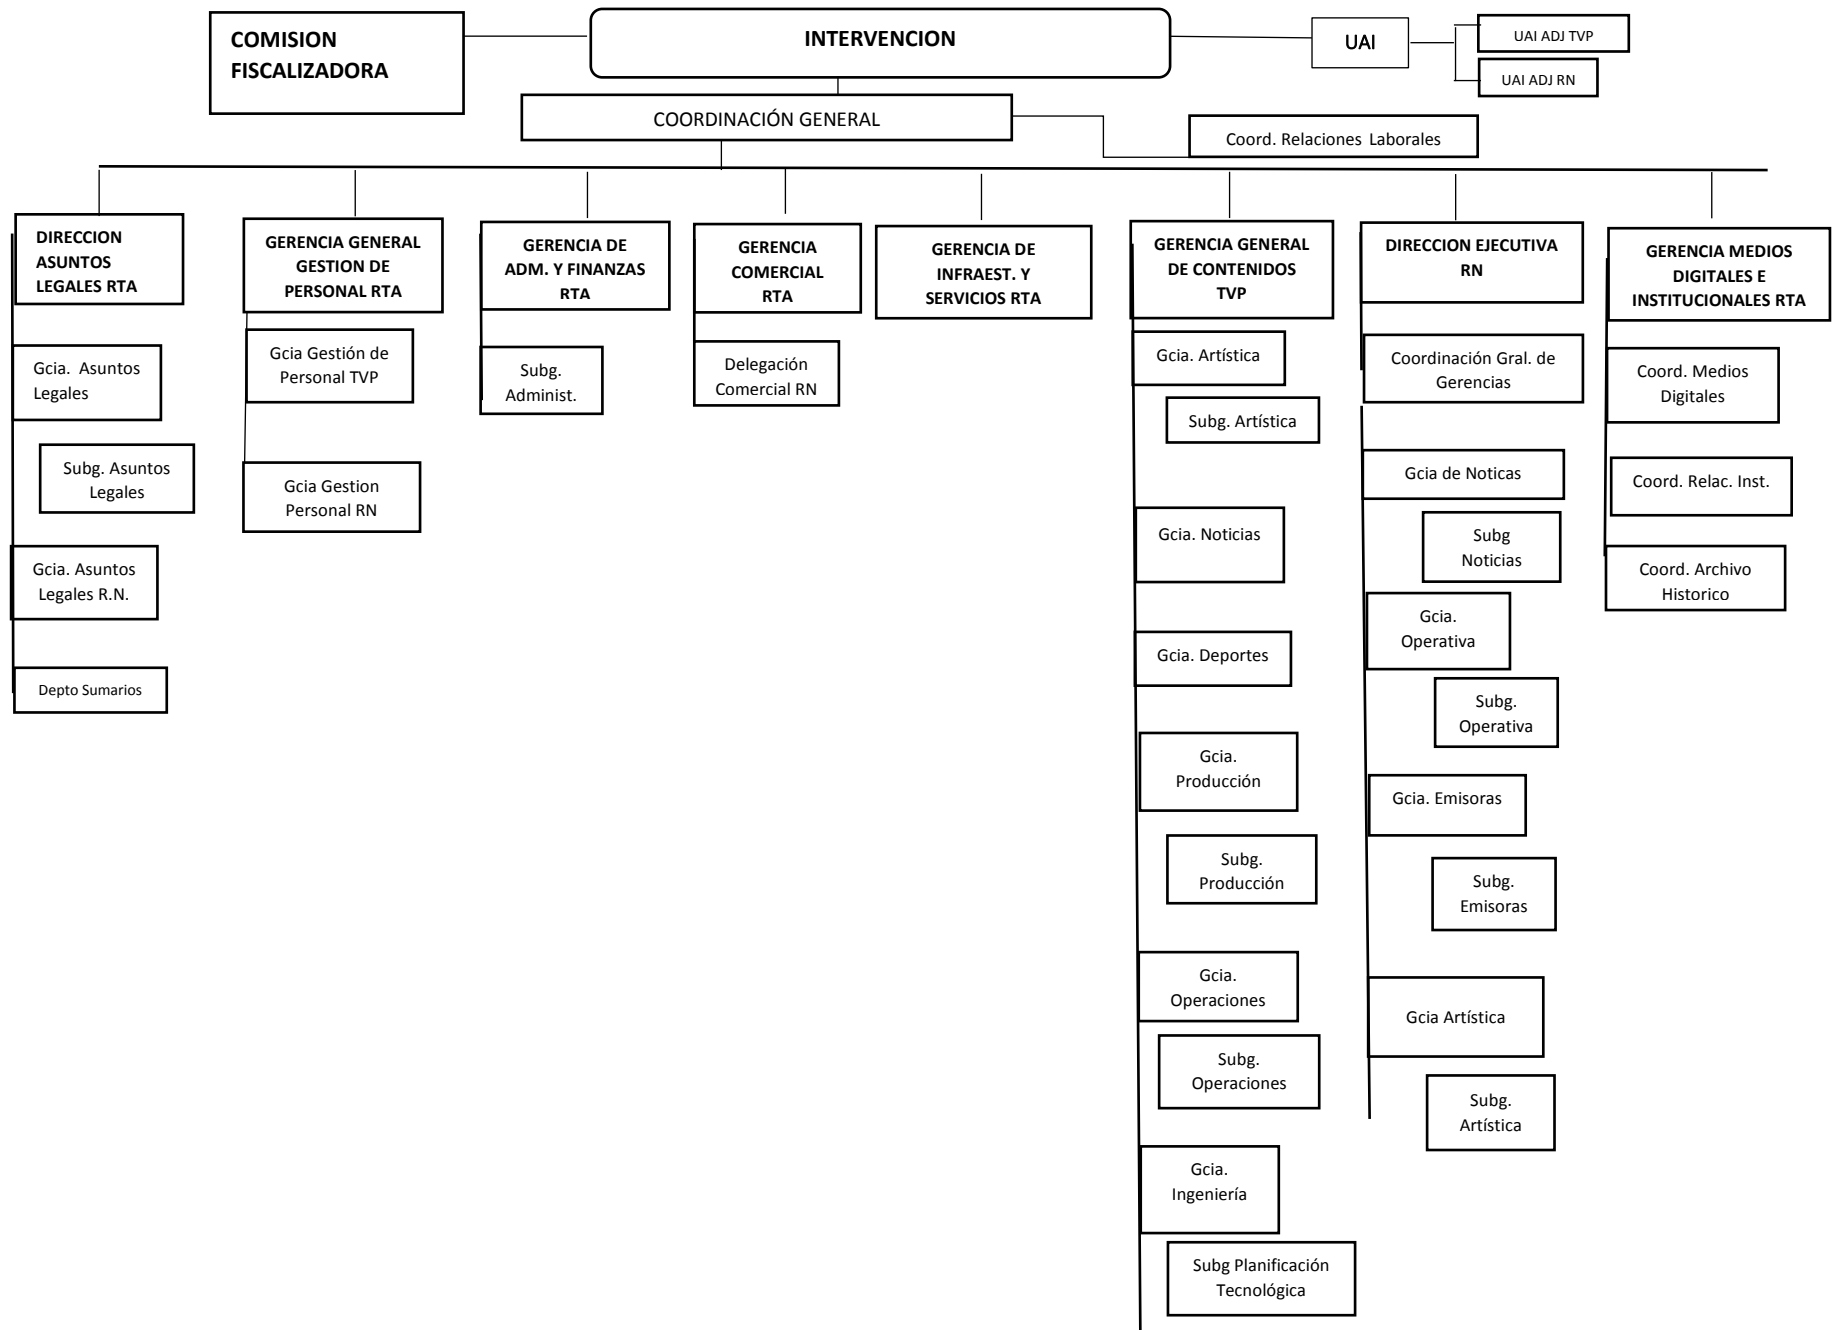 COMISION
FISCALIZADORA
INTERVENCION
UAI
UAI ADJ TVP
UAI ADJ RN
COORDINACIÓN GENERAL
Coord. Relaciones Laborales
DIRECCION
ASUNTOS
LEGALES RTA
GERENCIA GENERAL
GESTION DE
PERSONAL RTA
GERENCIA DE
ADM. Y FINANZAS
RTA
GERENCIA
COMERCIAL
RTA
GERENCIA DE
INFRAEST. Y
SERVICIOS RTA
GERENCIA GENERAL
DE CONTENIDOS
TVP
DIRECCION EJECUTIVA
RN
GERENCIA MEDIOS
DIGITALES E
INSTITUCIONALES RTA
Gcia. Asuntos
Legales
Subg. Asuntos
Legales
Gcia. Asuntos
Legales R.N.
Depto Sumarios
Gcia Gestión de
Personal TVP
Gcia Gestion
Personal RN
Subg.
Administ.
Delegación
Comercial RN
Gcia. Artística
Subg. Artística
Gcia. Noticias
Gcia. Deportes
Gcia.
Producción
Subg.
Producción
Gcia.
Operaciones
Subg.
Operaciones
Gcia.
Ingeniería
Subg Planificación
Tecnológica
Coordinación Gral. de
Gerencias
Gcia de Noticas
Subg
Noticias
Gcia.
Operativa
Subg.
Operativa
Gcia. Emisoras
Subg.
Emisoras
Gcia Artística
Subg.
Artística
Coord. Medios
Digitales
Coord. Relac. Inst.
Coord. Archivo
Historico